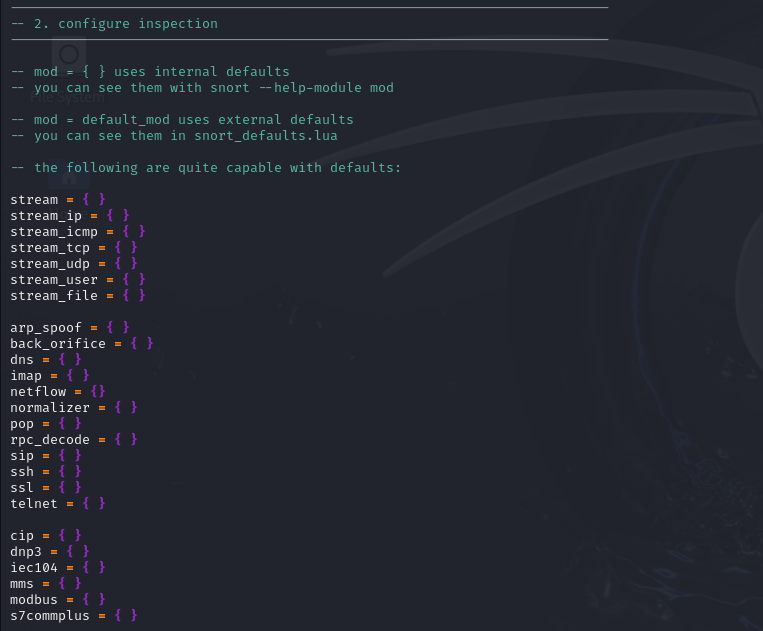 -- 2. configure inspection
-- mod = { } uses internal defaults
-- you can see them with snort --help-module mod
File System
-- mod = default_mod uses external defaults
-- you can see them in snort_defaults.lua
-- the following are quite capable with defaults:
stream = { }
stream_ip = { }
stream_icmp = { }
stream_tcp = { }
stream_udp = { }
stream_user = { }
stream_file = { }
arp_spoof = { }
back_orifice = { }
dns = { }
imap = { }
netflow = {}
normalizer = { }
pop = { }
rpc_decode = { }
sip = { }
ssh = { }
ssl = { }
telnet = { }
cip = { }
dnp3 = { }
iec104 = { }
mms = { }
modbus = { }
s7commplus = { }